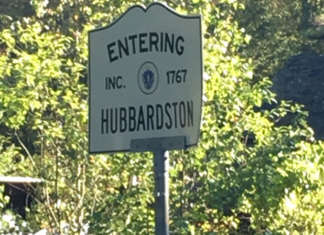 ENTERING
INC. 1767
HUBBARDSTON